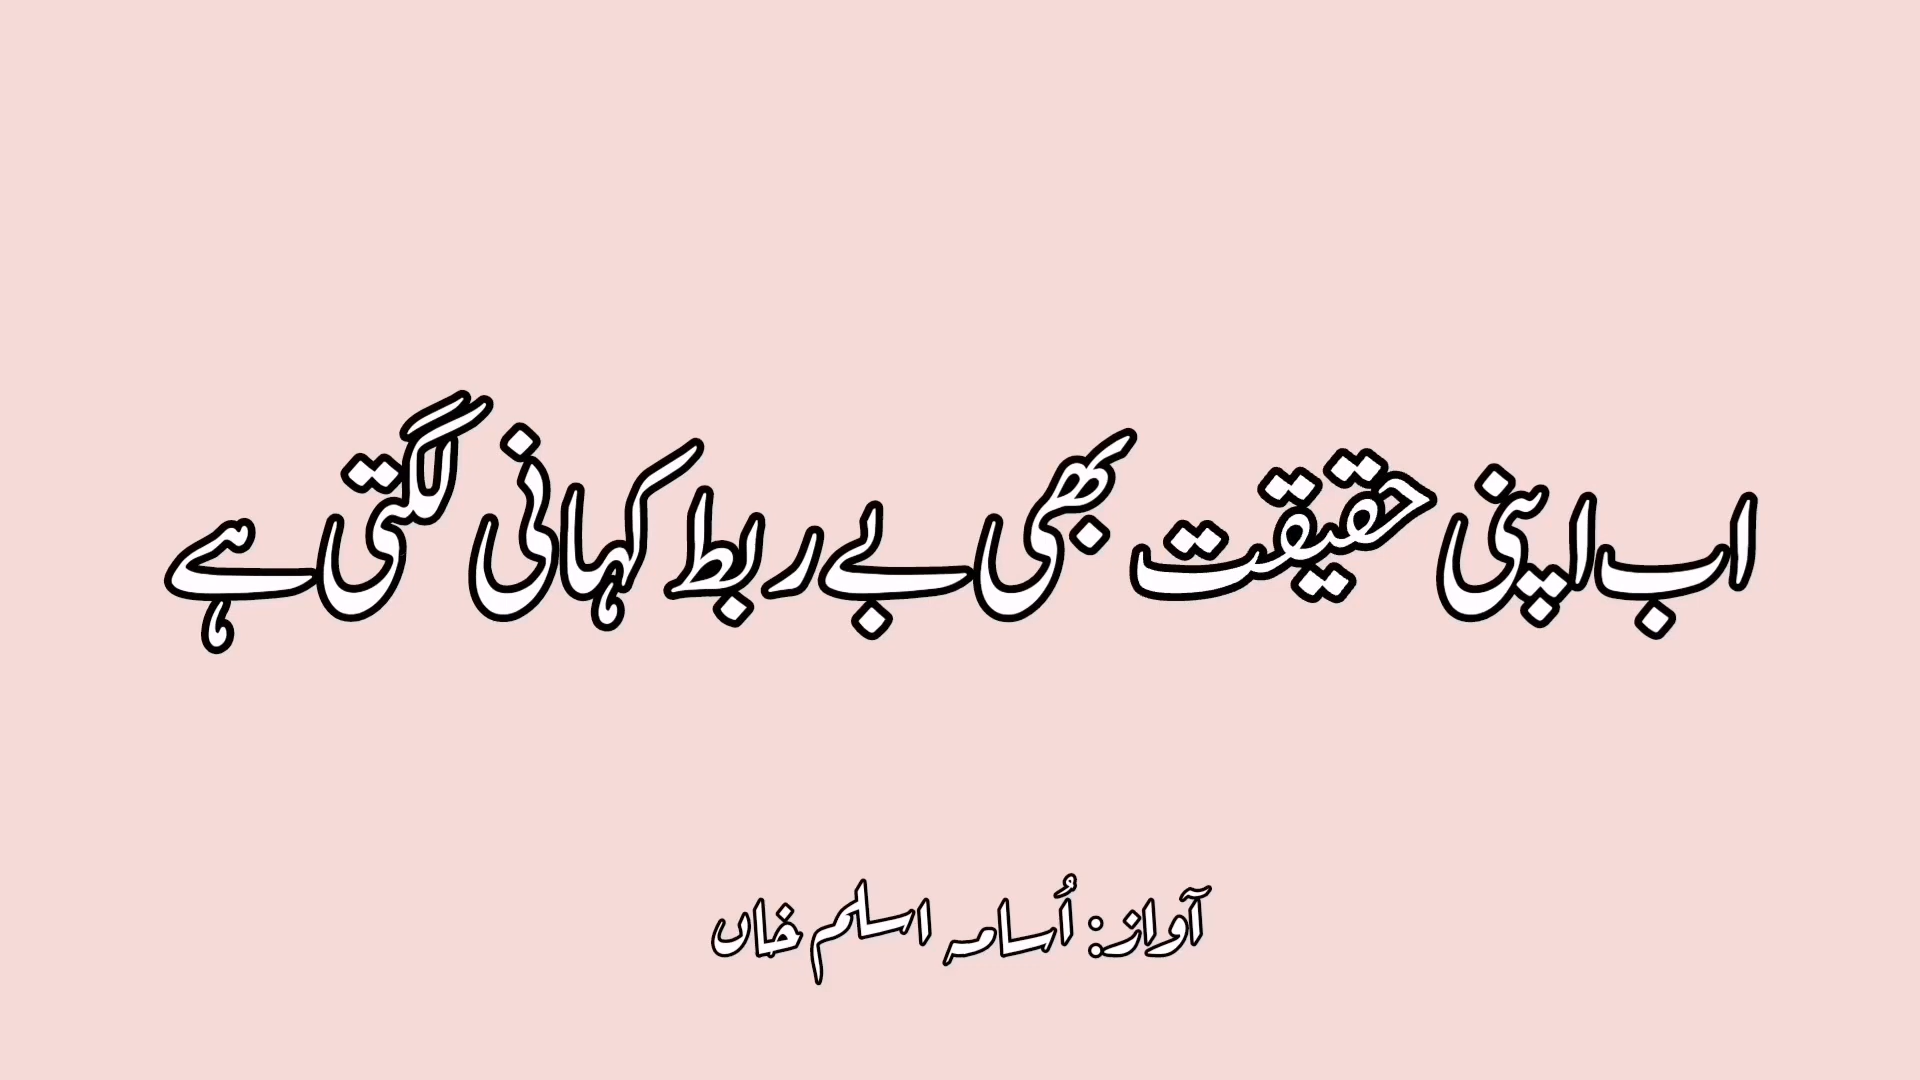 اب اپنی حقیقت بھی بے ربط کہانی لگتی ہے
آواز: اُسامہ اسلم خاں